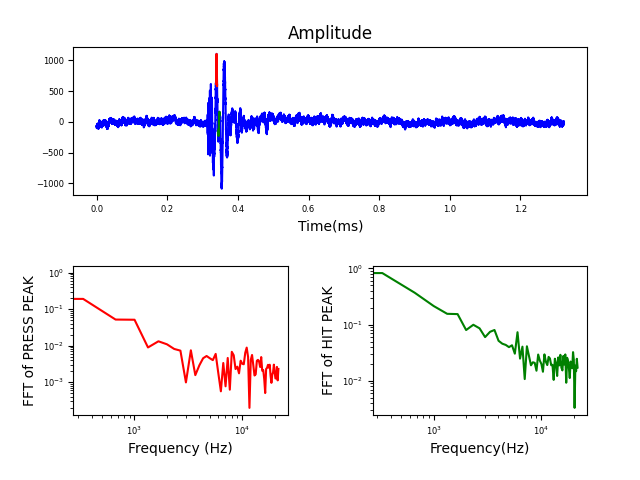 Amplitude
1000
500
0
−500
−1000
0.0 0.2 0.4 0.6 0.8 1.0 1.2
Time(ms)
FFT of PRESS PEAK
10⁰
10⁻¹
10⁻²
10⁻³
10³ 10⁴
Frequency (Hz)
FFT of HIT PEAK
10⁰
10⁻¹
10⁻²
10³ 10⁴
Frequency(Hz)